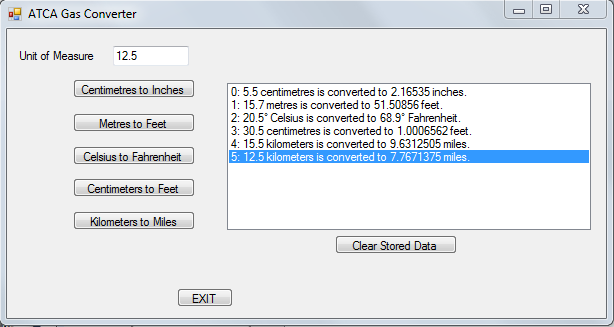 ATCA Gas Converter
Unit of Measure 12.5
Centimetres to Inches
Metres to Feet
Celsius to Fahrenheit
Centimeters to Feet
Kilometers to Miles
0: 5.5 centimetres is converted to 2.16535 inches.
1: 15.7 metres is converted to 51.50856 feet.
2: 20.5° Celsius is converted to 68.9° Fahrenheit.
3: 30.5 centimetres is converted to 1.0006562 feet.
4: 15.5 kilometers is converted to 9.6312505 miles.
5: 12.5 kilometers is converted to 7.7671375 miles.
Clear Stored Data
EXIT